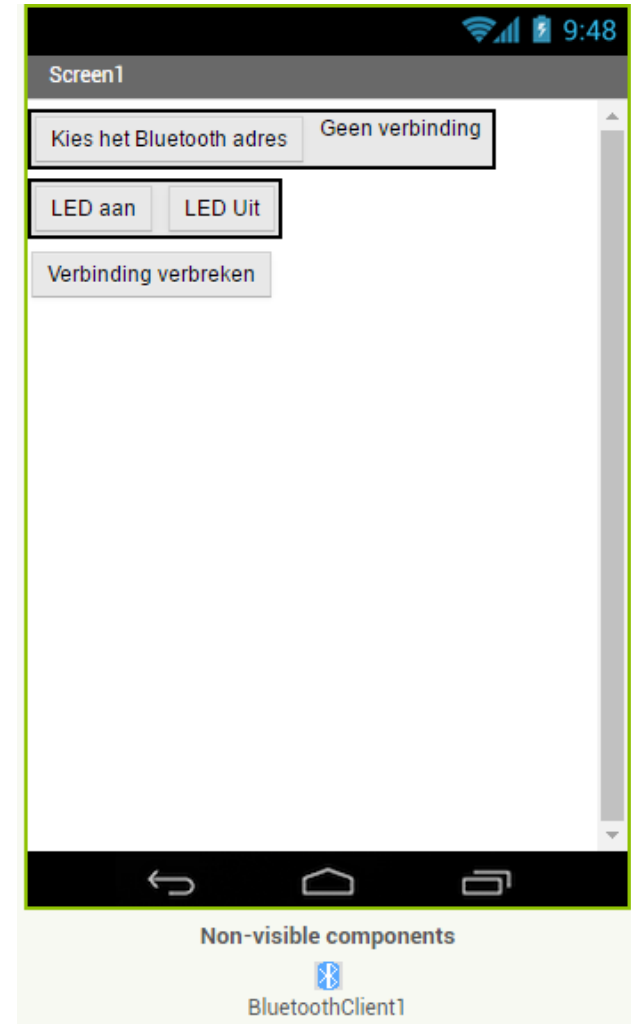 9:48
Screen1
Kies het Bluetooth adres Geen verbinding
LED aan LED Uit
Verbinding verbreken
Non-visible components
BluetoothClient1